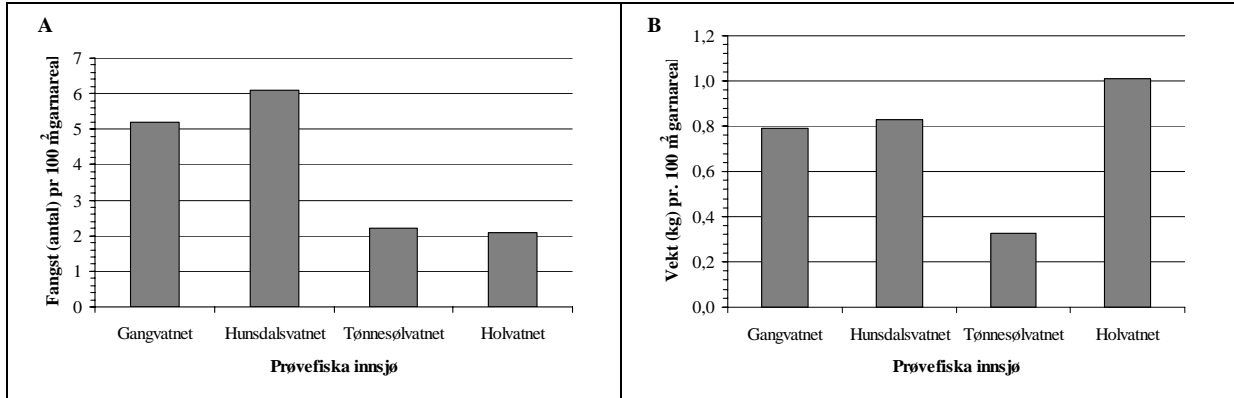 A
Fangst (antal) pr 100 m² garnareal
7
6
5
4
3
2
1
0
Gangvatnet Hunsdalsvatnet Tønnesølvatnet Holvatnet
Prøvefiska innsjø
B
Vekt (kg) pr. 100 m² garnareal
1,2
1,0
0,8
0,6
0,4
0,2
0,0
Gangvatnet Hunsdalsvatnet Tønnesølvatnet Holvatnet
Prøvefiska innsjø